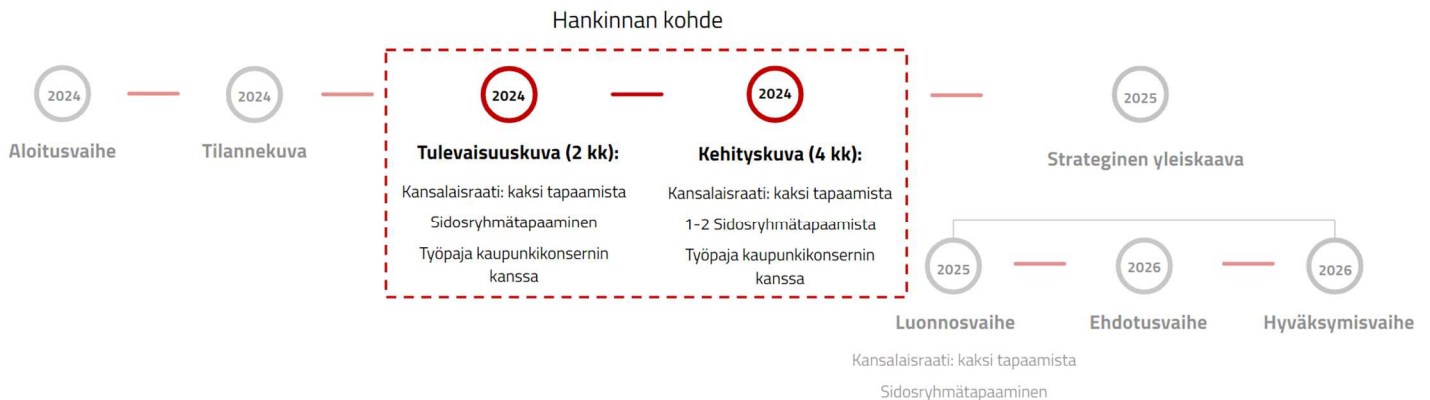 Hankinnan kohde
2024
Aloitusvaihe
2024
Tilannekuva
2024
Tulevaisuuskuva (2 kk):
Kansalaisraati: kaksi tapaamista
Sidosryhmätapaaminen
Työpaja kaupunkikonsernin
kanssa
2024
Kehityskuva (4 kk):
Kansalaisraati: kaksi tapaamista
1-2 Sidosryhmätapaamista
Työpaja kaupunkikonsernin
kanssa
2025
Strateginen yleiskaava
2025
Luonnosvaihe
Kansalaisraati: kaksi tapaamista
Sidosryhmätapaaminen
2026
Ehdotusvaihe
2026
Hyväksymisvaihe